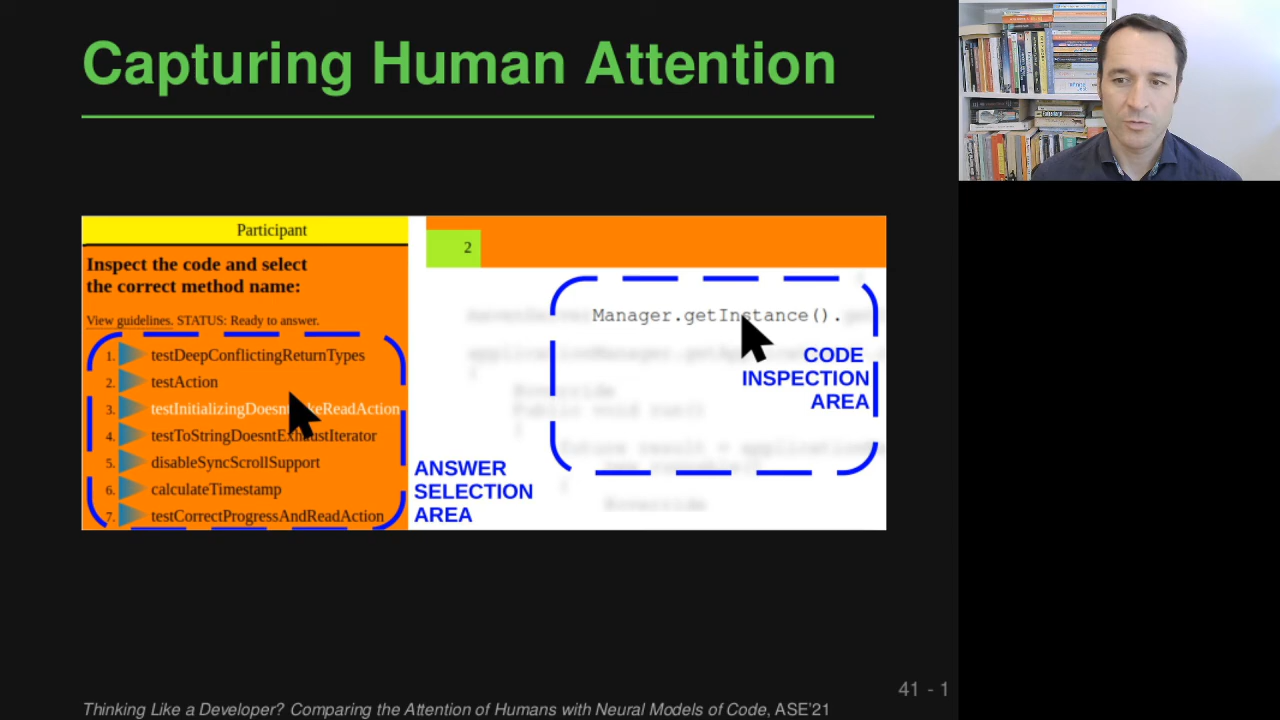 Capturing Human Attention
Participant
Inspect the code and select
the correct method name:
View guidelines. STATUS: Ready to answer.
1. testDeepConflictingReturnTypes
2. testAction
3.
4. testToStringDoesntExhaustIterator
5. disableSyncScrollSupport
6. calculateTimestamp
7. testCorrectProgressAndReadAction
ANSWER
SELECTION
AREA
2
Manager.getInstance().
CODE
INSPECTION
AREA
41 - 1
Thinking Like a Developer? Comparing the Attention of Humans with Neural Models of Code, ASE'21